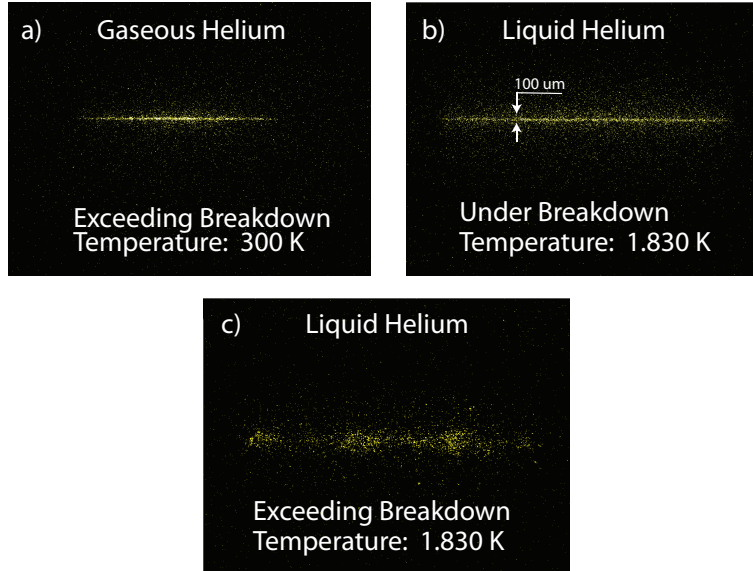 a) Gaseous Helium
Exceeding Breakdown
Temperature: 300 K
b) Liquid Helium
100 um
Under Breakdown
Temperature: 1.830 K
c) Liquid Helium
Exceeding Breakdown
Temperature: 1.830 K